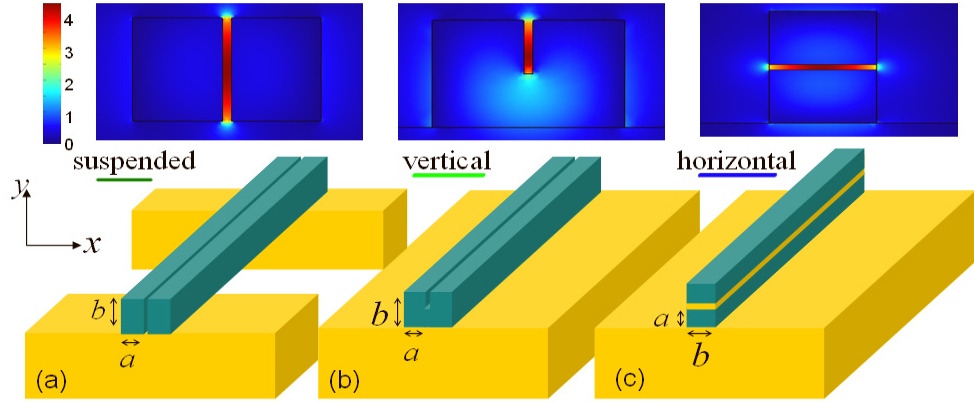 4
3
2
1
0
suspended
vertical
horizontal
y
x
b
a
(a)
b
a
(b)
a
b
(c)